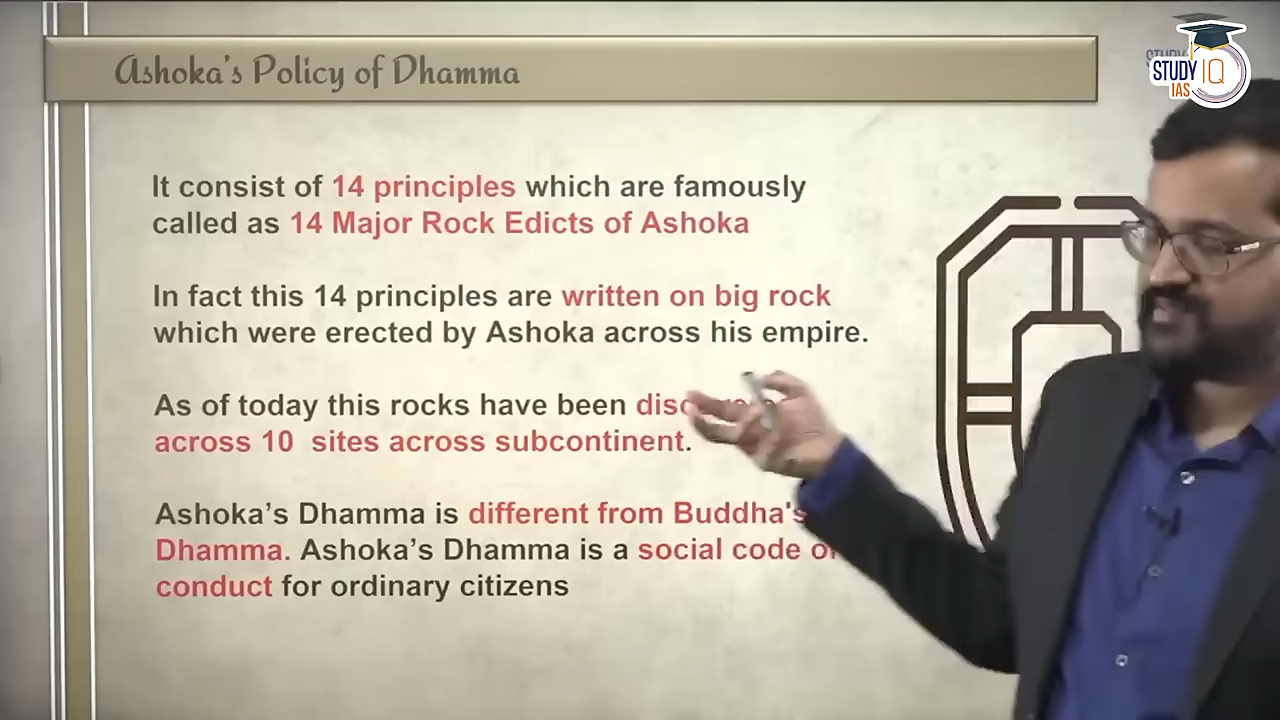 Ashoka's Policy of Dhamma
STUDY IQ
IAS
It consist of 14 principles which are famously
called as 14 Major Rock Edicts of Ashoka
In fact this 14 principles are written on big rock
which were erected by Ashoka across his empire.
As of today this rocks have been
across 10 sites across subcontinent.
Ashoka’s Dhamma is different from Buddha's
Dhamma. Ashoka’s Dhamma is a social code
conduct for ordinary citizens